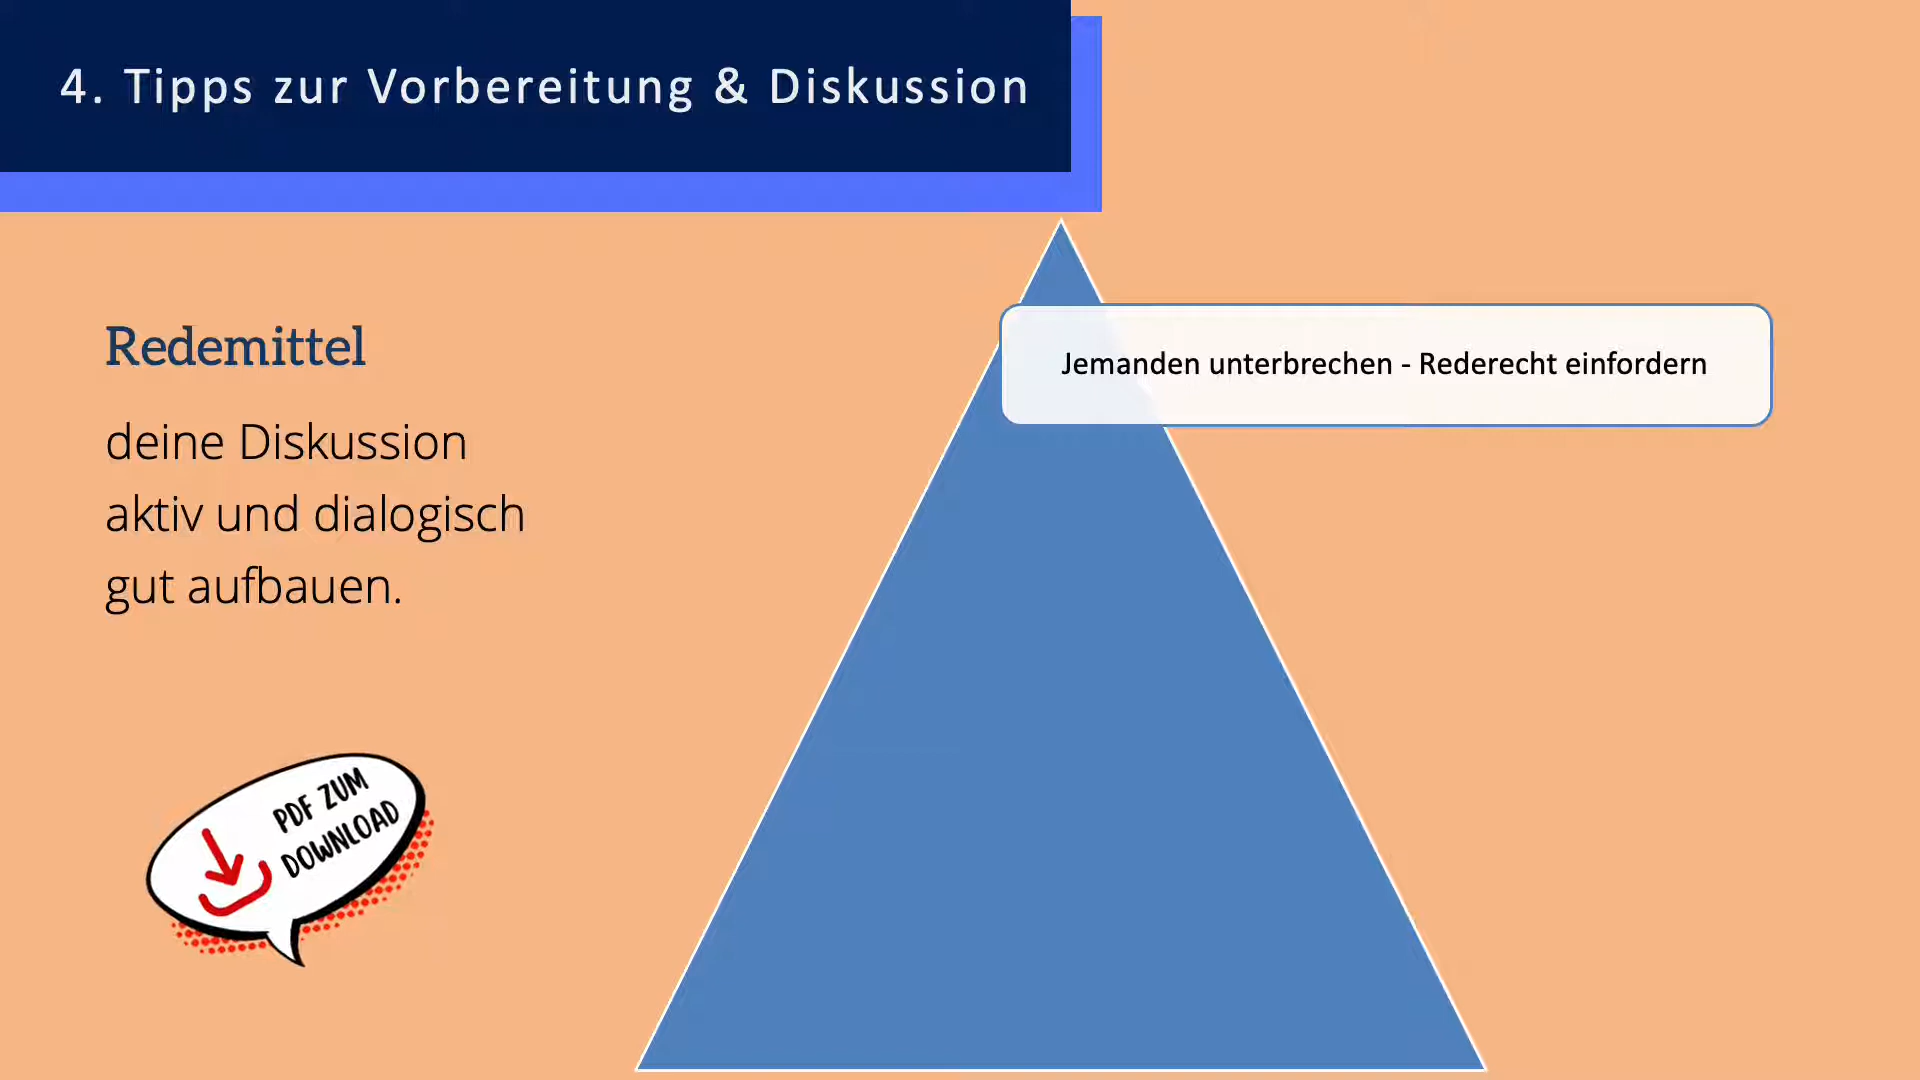 4. Tipps zur Vorbereitung & Diskussion
Redemittel
deine Diskussion
aktiv und dialogisch
gut aufbauen.
Jemanden unterbrechen - Rederecht einfordern
PDF ZUM
DOWNLOAD